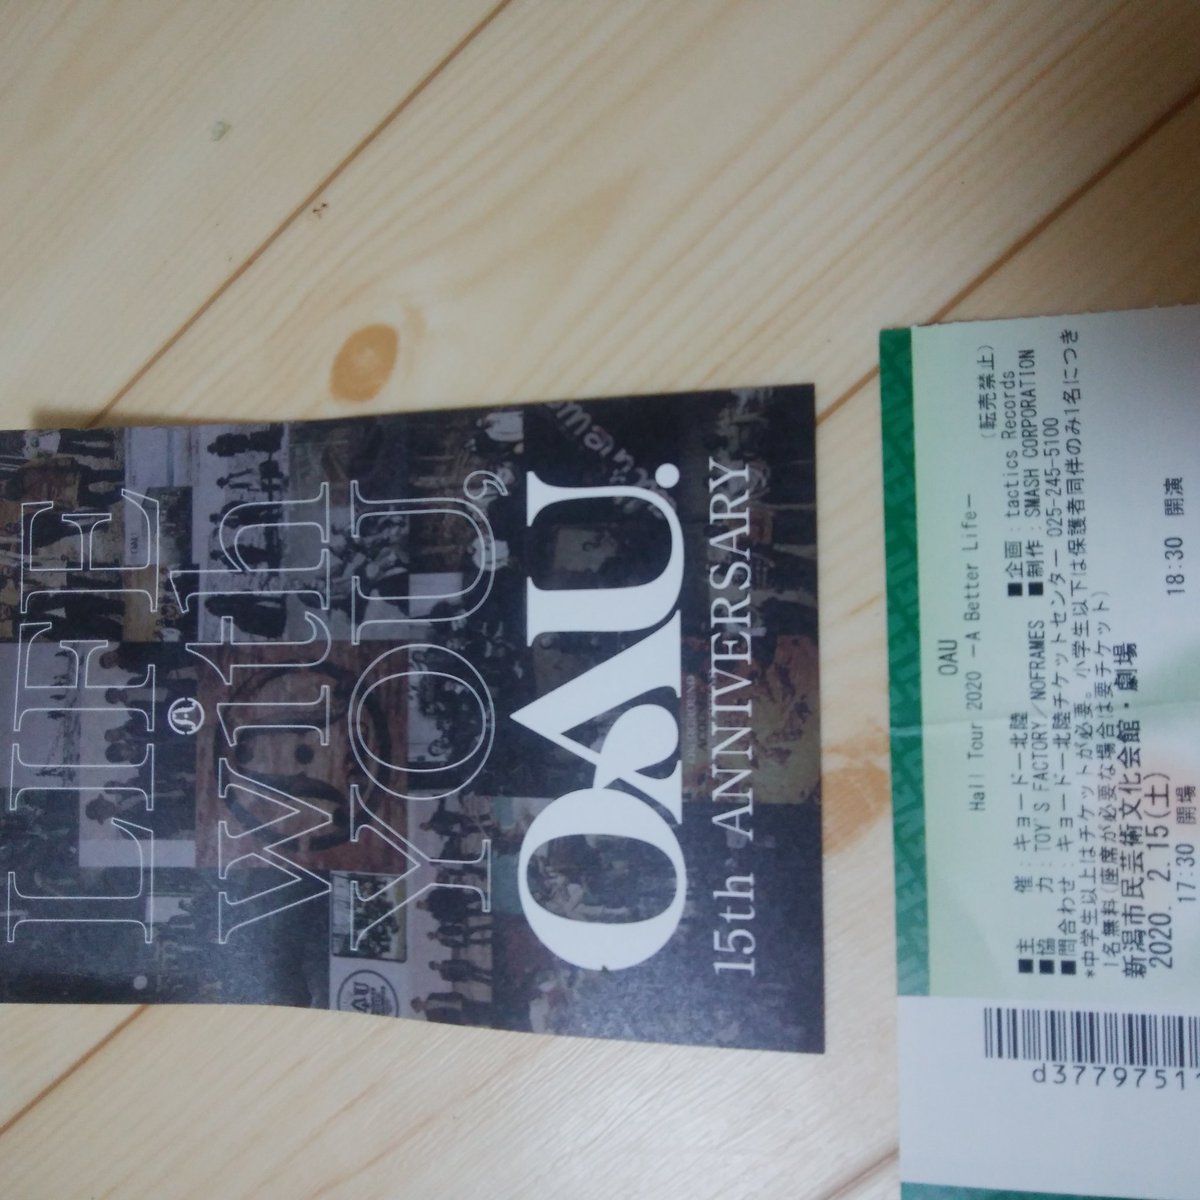 LIFE
with
YOU,
OAU.
15th ANNIVERSARY
OAU
Hall Tour 2020 －A Better Life－
(転売禁止)
■主　　催：キョードー北陸
■企画：tactics Records
■協　　力：TOY'S FACTORY／NOFRAMES
■制作：SMASH CORPORATION
■問合わせ：キョードー北陸チケットセンター 025-245-5100
*中学生以上はチケットが必要。小学生以下は保護者同伴のみ1名につき
1名無料(座席が必要な場合は要チケット)
新潟市民芸術文化会館・劇場
2020. 2.15(土)
17:30 開場　18:30 開演